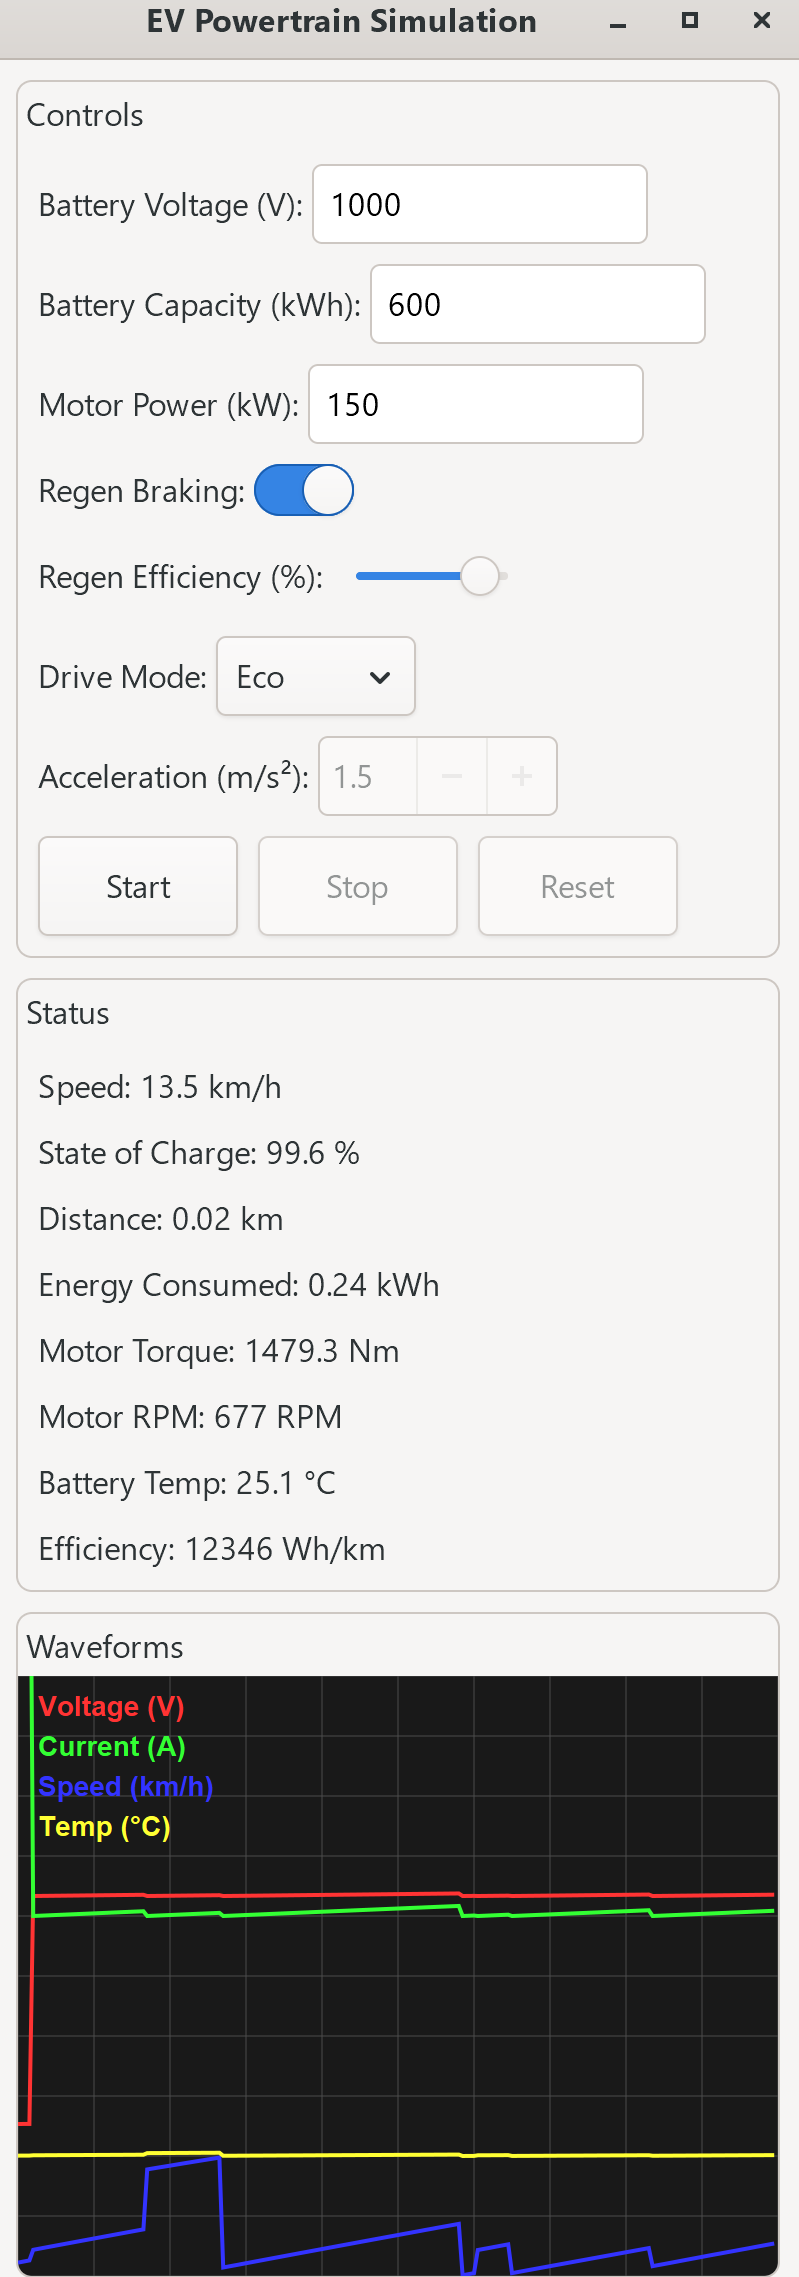 EV Powertrain Simulation
Controls
Battery Voltage (V): 1000
Battery Capacity (kWh): 600
Motor Power (kW): 150
Regen Braking:
Regen Efficiency (%):
Drive Mode: Eco
Acceleration (m/s²): 1.5 − +
Start Stop Reset
Status
Speed: 13.5 km/h
State of Charge: 99.6 %
Distance: 0.02 km
Energy Consumed: 0.24 kWh
Motor Torque: 1479.3 Nm
Motor RPM: 677 RPM
Battery Temp: 25.1 °C
Efficiency: 12346 Wh/km
Waveforms
Voltage (V)
Current (A)
Speed (km/h)
Temp (°C)